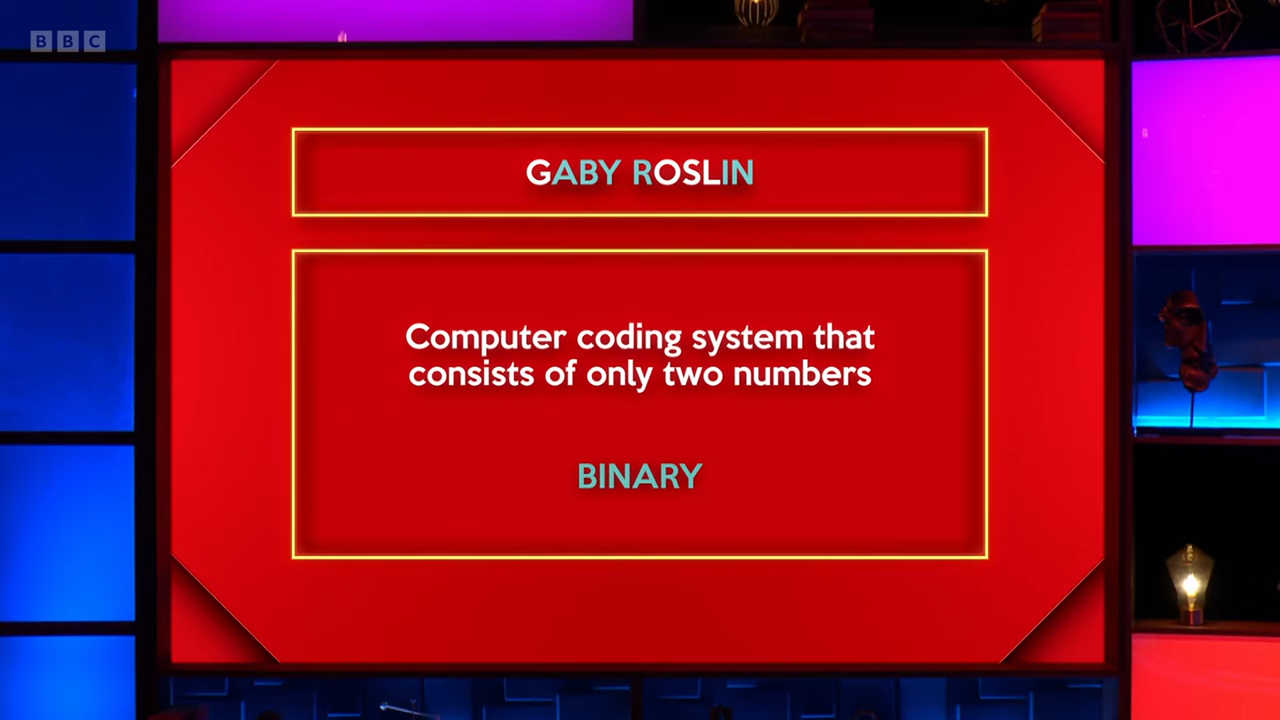 BBC
GABY ROSLIN
Computer coding system that
consists of only two numbers
BINARY